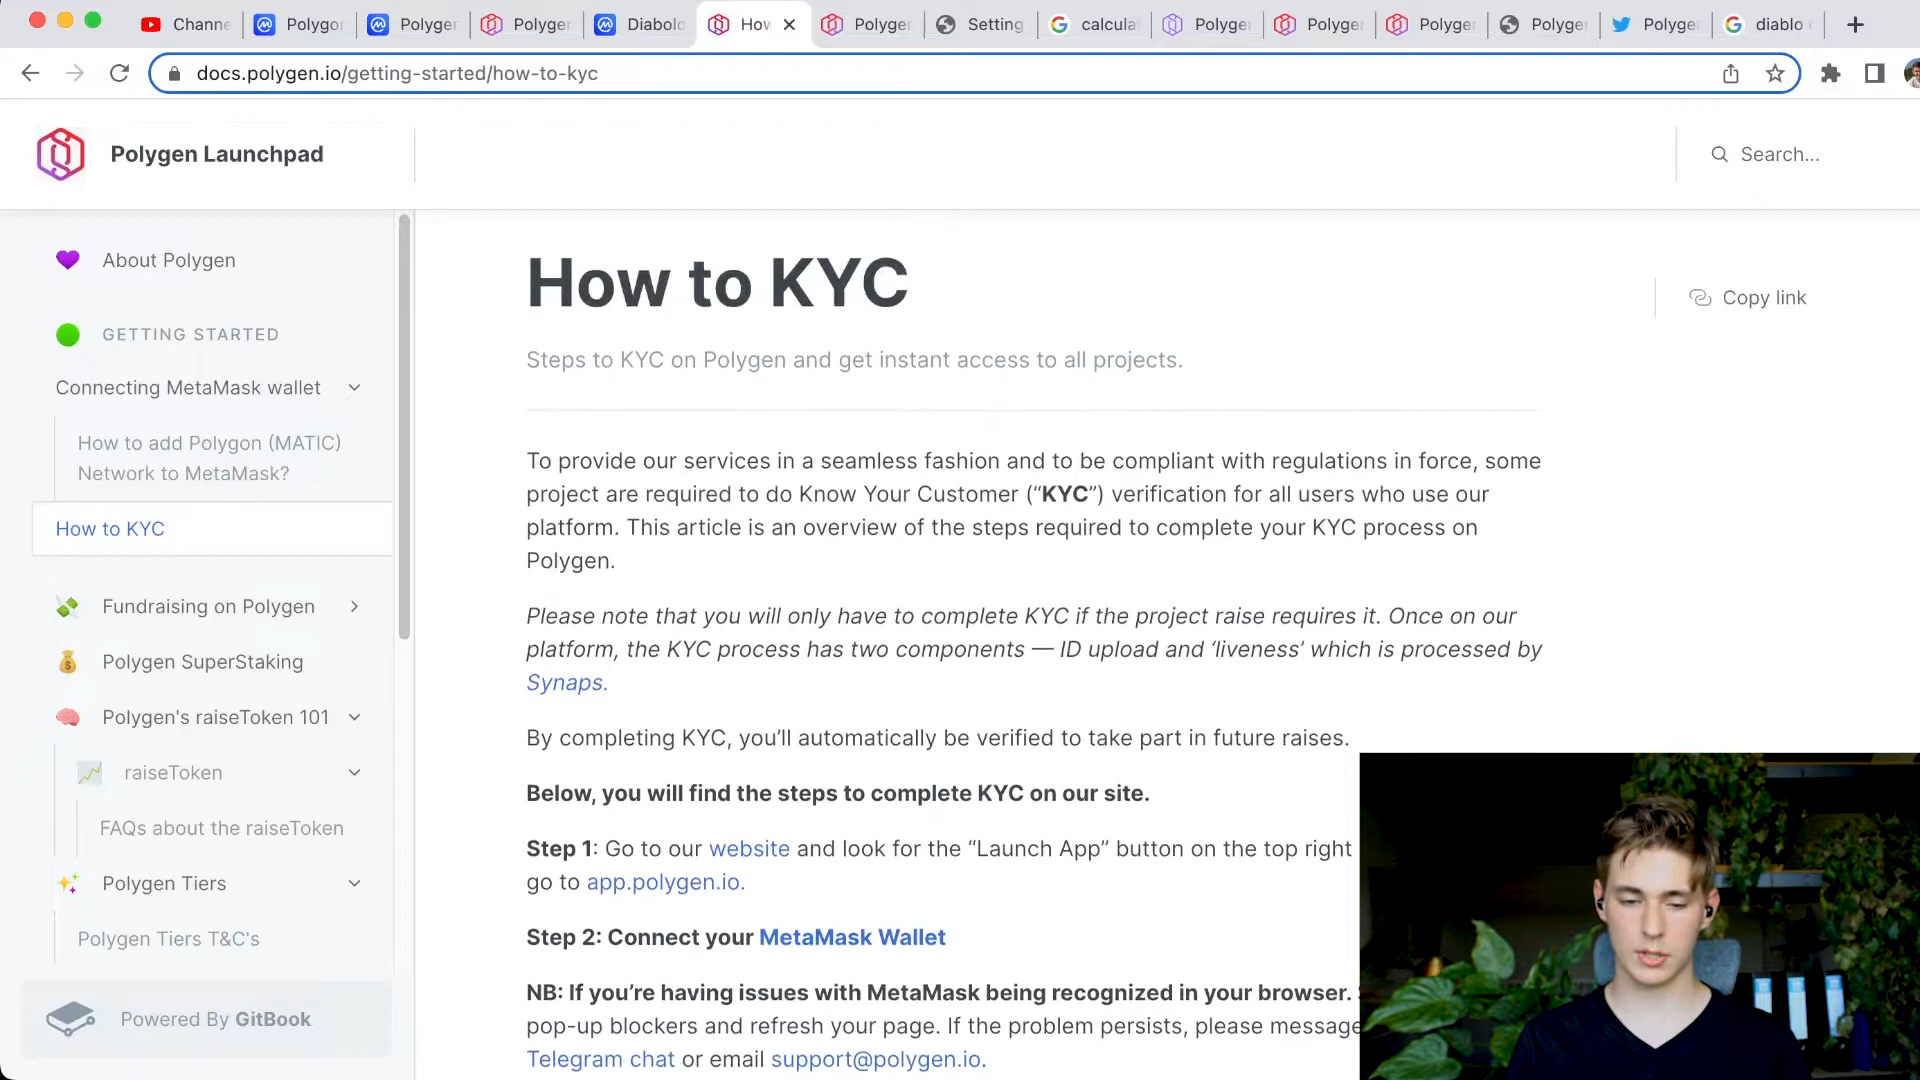 Channe
Polygor
Polyger
Polyger
Diabolo
How
Polyger
Setting
calcula
Polyger
Polyger
Polyger
Polyger
Polyger
diablo
docs.polygen.io/getting-started/how-to-kyc
Polygen Launchpad
Search...
About Polygen
GETTING STARTED
Connecting MetaMask wallet
How to add Polygon (MATIC)
Network to MetaMask?
How to KYC
Fundraising on Polygen
Polygen SuperStaking
Polygen's raiseToken 101
raiseToken
FAQs about the raiseToken
Polygen Tiers
Polygen Tiers T&C's
Powered By GitBook
How to KYC
Copy link
Steps to KYC on Polygen and get instant access to all projects.
To provide our services in a seamless fashion and to be compliant with regulations in force, some
project are required to do Know Your Customer (“KYC”) verification for all users who use our
platform. This article is an overview of the steps required to complete your KYC process on
Polygen.
Please note that you will only have to complete KYC if the project raise requires it. Once on our
platform, the KYC process has two components — ID upload and ‘liveness’ which is processed by
Synaps.
By completing KYC, you’ll automatically be verified to take part in future raises.
Below, you will find the steps to complete KYC on our site.
Step 1: Go to our website and look for the “Launch App” button on the top right
go to app.polygen.io.
Step 2: Connect your MetaMask Wallet
NB: If you’re having issues with MetaMask being recognized in your browser.
pop-up blockers and refresh your page. If the problem persists, please message
Telegram chat or email support@polygen.io.